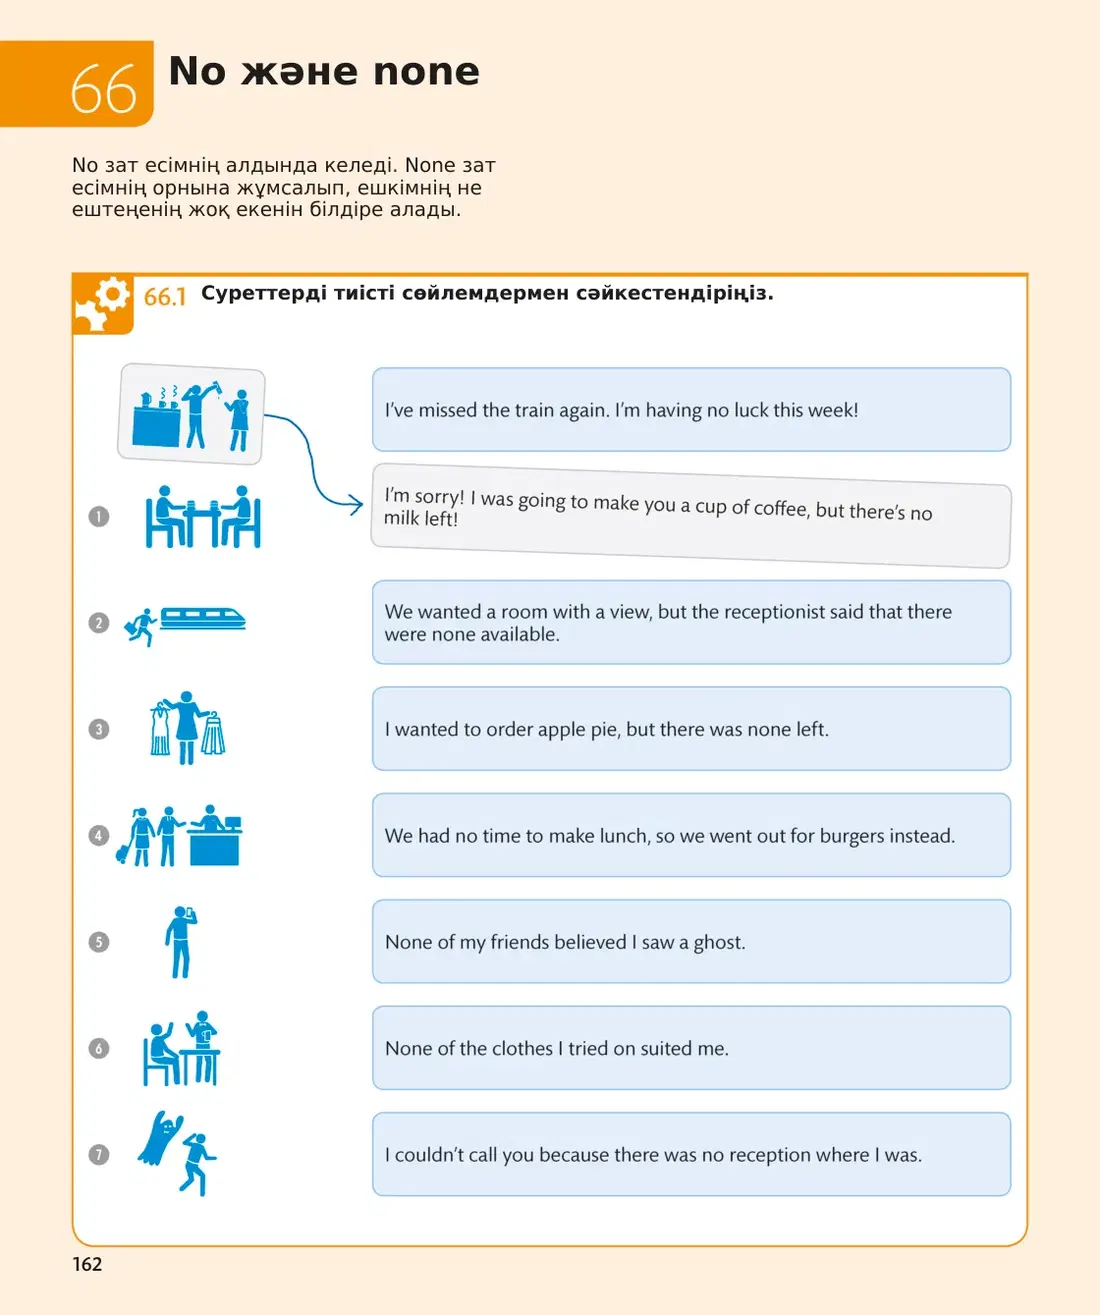 66
No және none
No зат есімнің алдында келеді. None зат
есімнің орнына жұмсалып, ешкімнің не
ештеңенің жоқ екенін білдіре алады.
66.1 Суреттерді тиісті сөйлемдермен сәйкестендіріңіз.
I've missed the train again. I'm having no luck this week!
1
I'm sorry! I was going to make you a cup of coffee, but there's no
milk left!
2
We wanted a room with a view, but the receptionist said that there
were none available.
3
I wanted to order apple pie, but there was none left.
4
We had no time to make lunch, so we went out for burgers instead.
5
None of my friends believed I saw a ghost.
6
None of the clothes I tried on suited me.
7
I couldn't call you because there was no reception where I was.
162